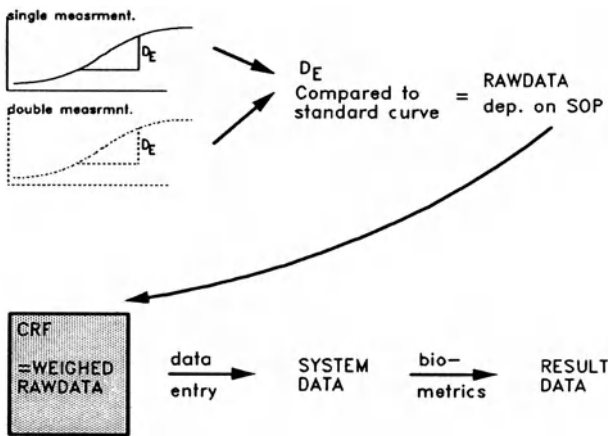 single measrment.
D_E
double measrmnt.
D_E
D_E
Compared to
standard curve
=
RAWDATA
dep. on SOP
CRF
=WEIGHED
RAWDATA
data
entry
SYSTEM
DATA
bio-
metrics
RESULT
DATA